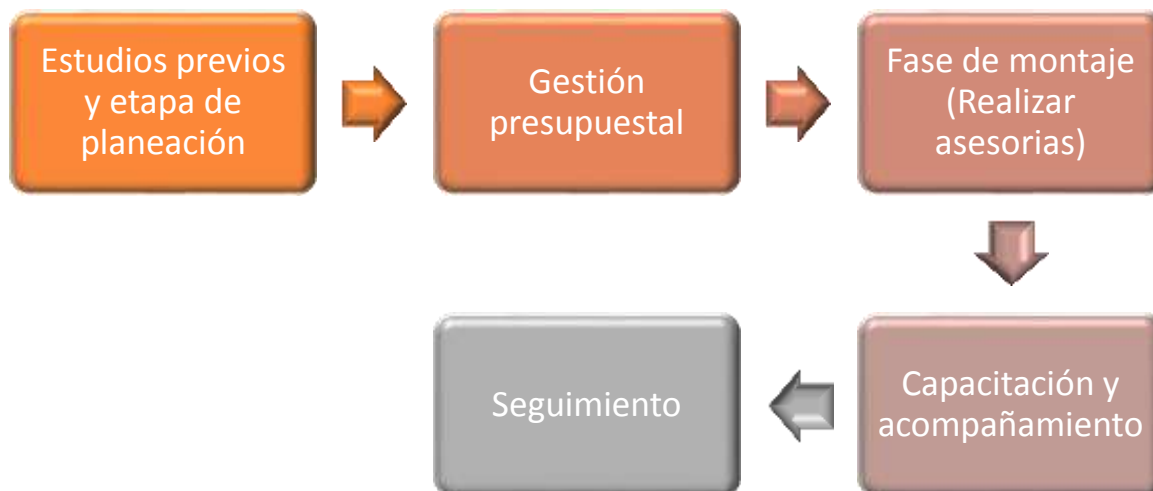 Estudios previos
y etapa de
planeación
Gestión
presupuestal
Fase de montaje
(Realizar
asesorias)
Capacitación y
acompañamiento
Seguimiento